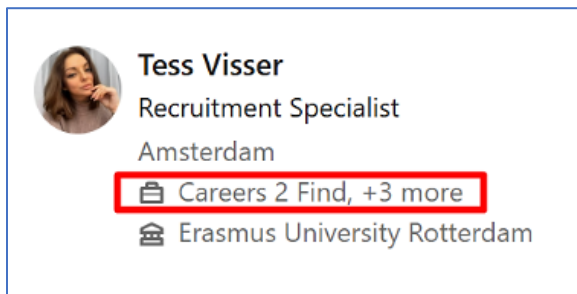 Tess Visser
Recruitment Specialist
Amsterdam
Careers 2 Find, +3 more
Erasmus University Rotterdam